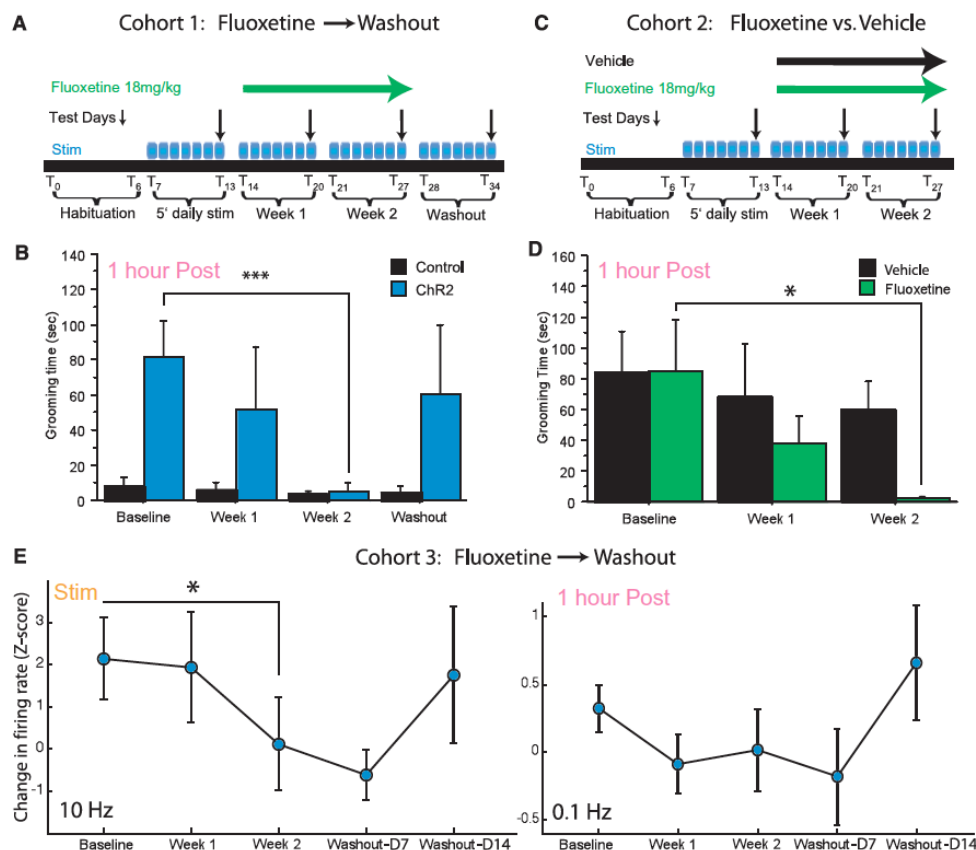 A Cohort 1: Fluoxetine → Washout
Fluoxetine 18mg/kg
Test Days ↓
Stim
T0 T6 T7 T13 T14 T20 T21 T27 T28 T34
Habituation 5' daily stim Week 1 Week 2 Washout
C Cohort 2: Fluoxetine vs. Vehicle
Vehicle
Fluoxetine 18mg/kg
Test Days ↓
Stim
T0 T6 T7 T13 T14 T20 T21 T27
Habituation 5' daily stim Week 1 Week 2
B
1 hour Post
***
Control
ChR2
Grooming time (sec)
140
120
100
80
60
40
20
0
Baseline Week 1 Week 2 Washout
D
1 hour Post
*
Vehicle
Fluoxetine
Grooming Time (sec)
160
140
120
100
80
60
40
20
0
Baseline Week 1 Week 2
E Cohort 3: Fluoxetine → Washout
Stim
*
Change in firing rate (Z-score)
3
2
1
0
-1
10 Hz
Baseline Week 1 Week 2 Washout-D7 Washout-D14
1 hour Post
1
0.5
0
-0.5
0.1 Hz
Baseline Week 1 Week 2 Washout-D7 Washout-D14